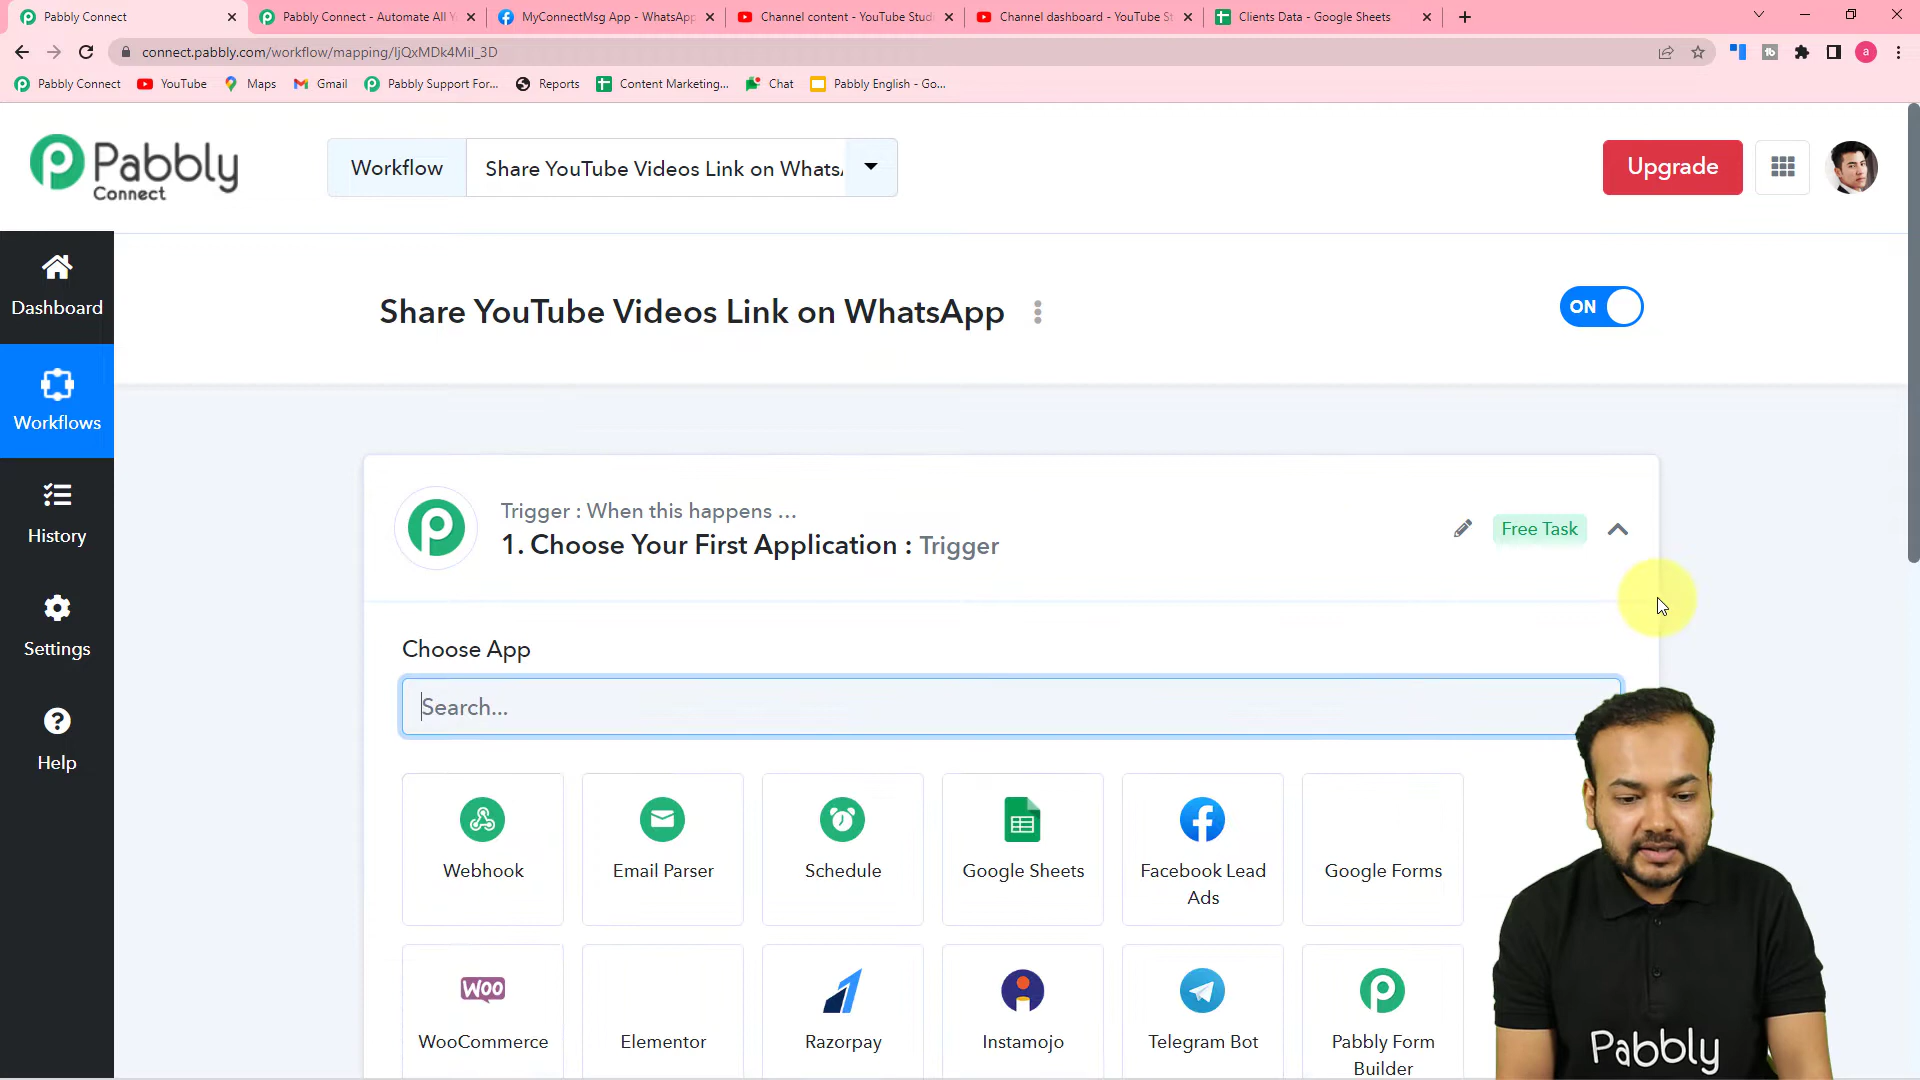 Pabbly Connect
Pabbly Connect - Automate All Y
MyConnectMsg App - WhatsApp
Channel content - YouTube Studi
Channel dashboard - YouTube St
Clients Data - Google Sheets
connect.pabbly.com/workflow/mapping/IjQxMDk4MiI_3D
a
Pabbly Connect
YouTube
Maps
Gmail
Pabbly Support For...
Reports
Content Marketing...
Chat
Pabbly English - Go...
Pabbly
Connect
Workflow
Share YouTube Videos Link on Whats
Upgrade
Dashboard
Workflows
History
Settings
Help
Share YouTube Videos Link on WhatsApp
ON
Trigger : When this happens ...
1. Choose Your First Application : Trigger
Free Task
Choose App
Search...
Webhook
Email Parser
Schedule
Google Sheets
Facebook Lead
Ads
Google Forms
WOO
WooCommerce
Elementor
Razorpay
Instamojo
Telegram Bot
Pabbly Form
Builder
Pabbly